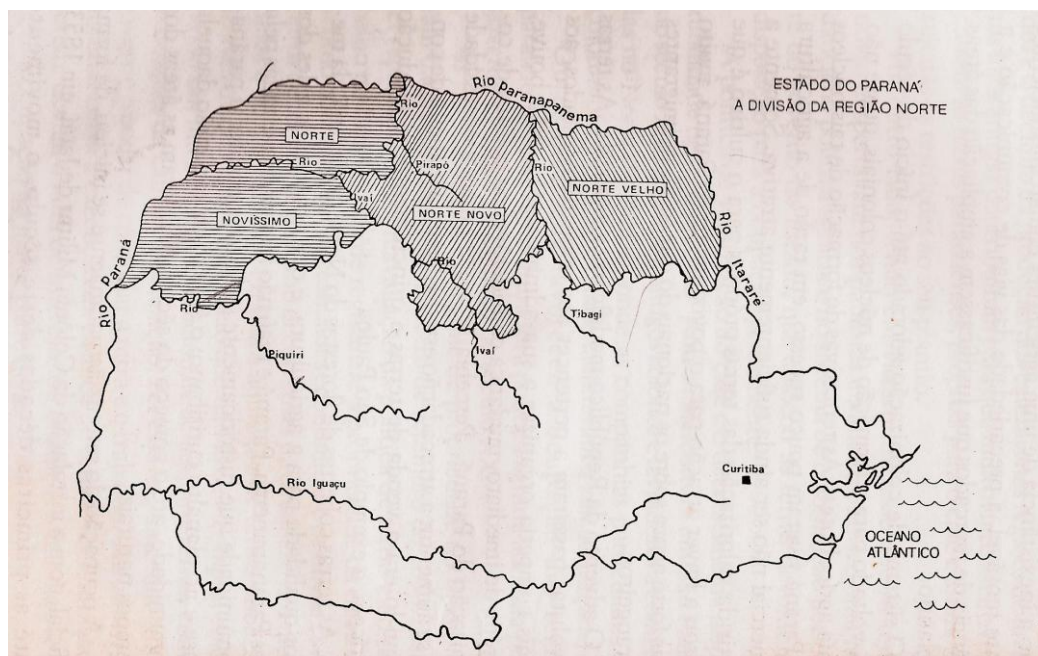 ESTADO DO PARANÁ
A DIVISÃO DA REGIÃO NORTE
Rio Paranapanema
Rio
NORTE
Rio
Pirapó
Rio
NORTE VELHO
Ivaí
NOVÍSSIMO
NORTE NOVO
Rio
Rio Paraná
Rio Itararé
Rio
Tibagi
Piquiri
Ivaí
Curitiba
Rio Iguaçu
OCEANO
ATLÂNTICO